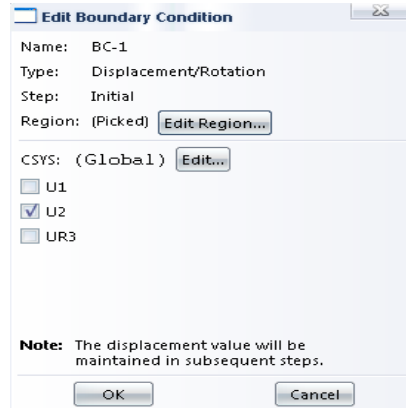 Edit Boundary Condition
Name: BC-1
Type: Displacement/Rotation
Step: Initial
Region: (Picked) Edit Region...
CSYS: (Global) Edit...
U1
U2
UR3
Note: The displacement value will be
maintained in subsequent steps.
OK Cancel